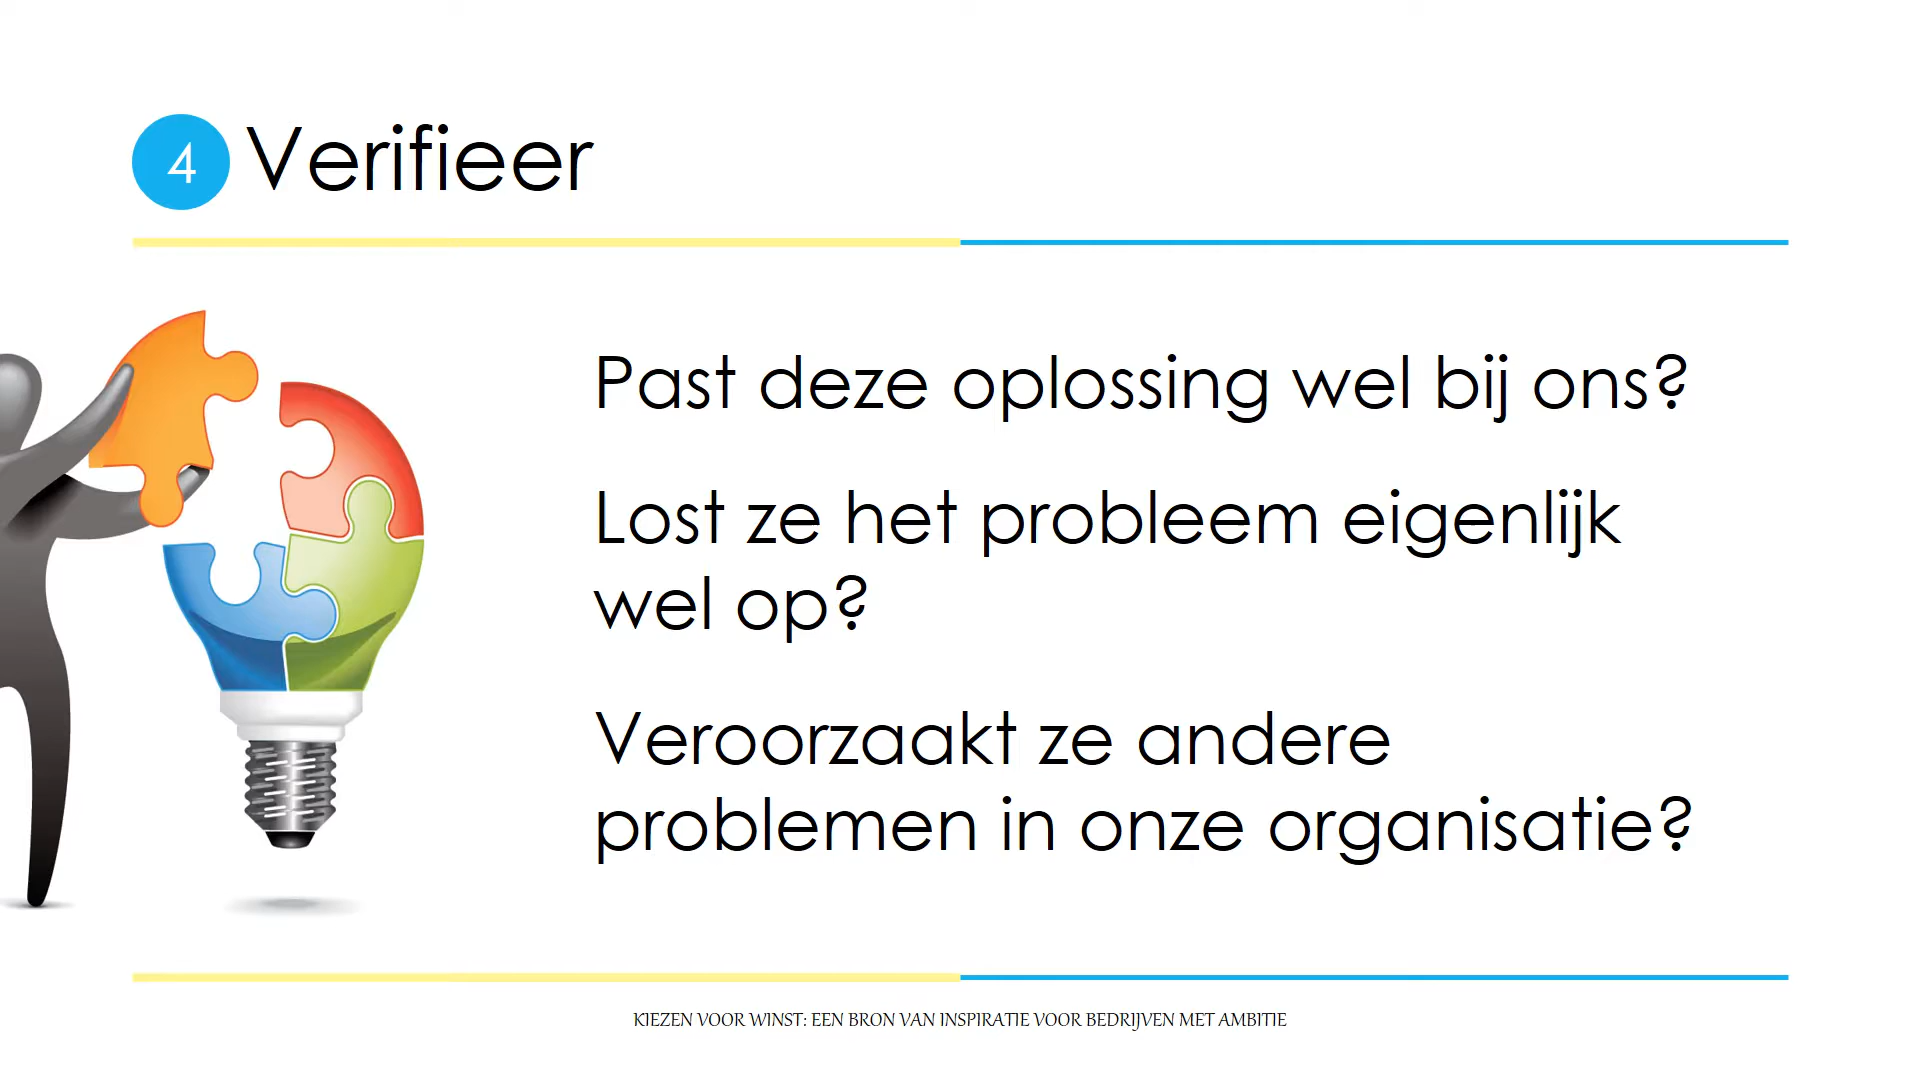 4 Verifieer
Past deze oplossing wel bij ons?
Lost ze het probleem eigenlijk
wel op?
Veroorzaakt ze andere
problemen in onze organisatie?
KIEZEN VOOR WINST: EEN BRON VAN INSPIRATIE VOOR BEDRIJVEN MET AMBITIE